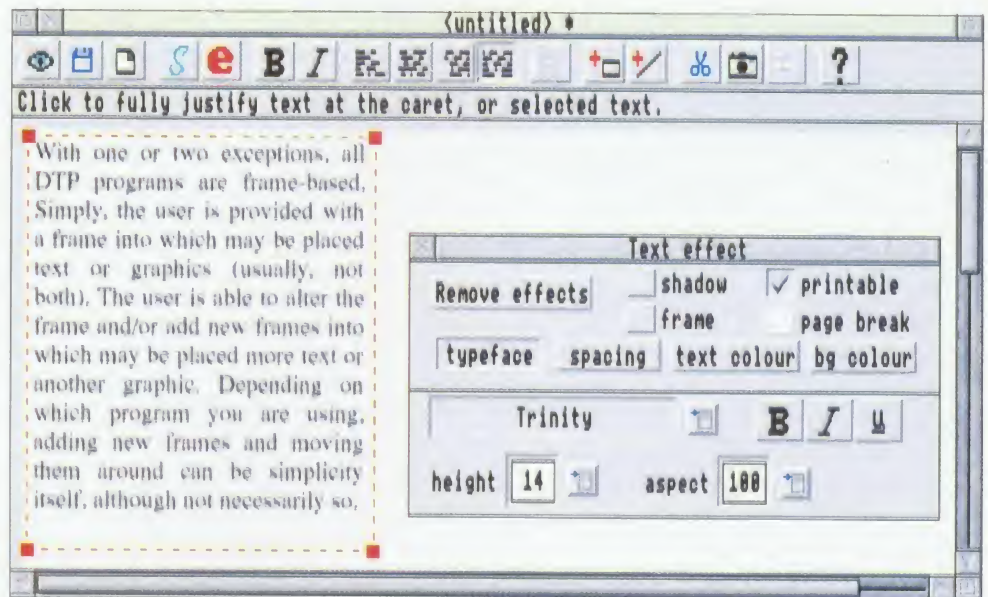 <untitled> *
S e B I ?
Click to fully justify text at the caret, or selected text.
With one or two exceptions, all
DTP programs are frame-based.
Simply, the user is provided with
a frame into which may be placed
text or graphics (usually, not
both). The user is able to alter the
frame and/or add new frames into
which may be placed more text or
another graphic. Depending on
which program you are using,
adding new frames and moving
them around can be simplicity
itself, although not necessarily so.
Text effect
Remove effects shadow printable
frame page break
typeface spacing text colour bg colour
Trinity B I u
height 14 aspect 100